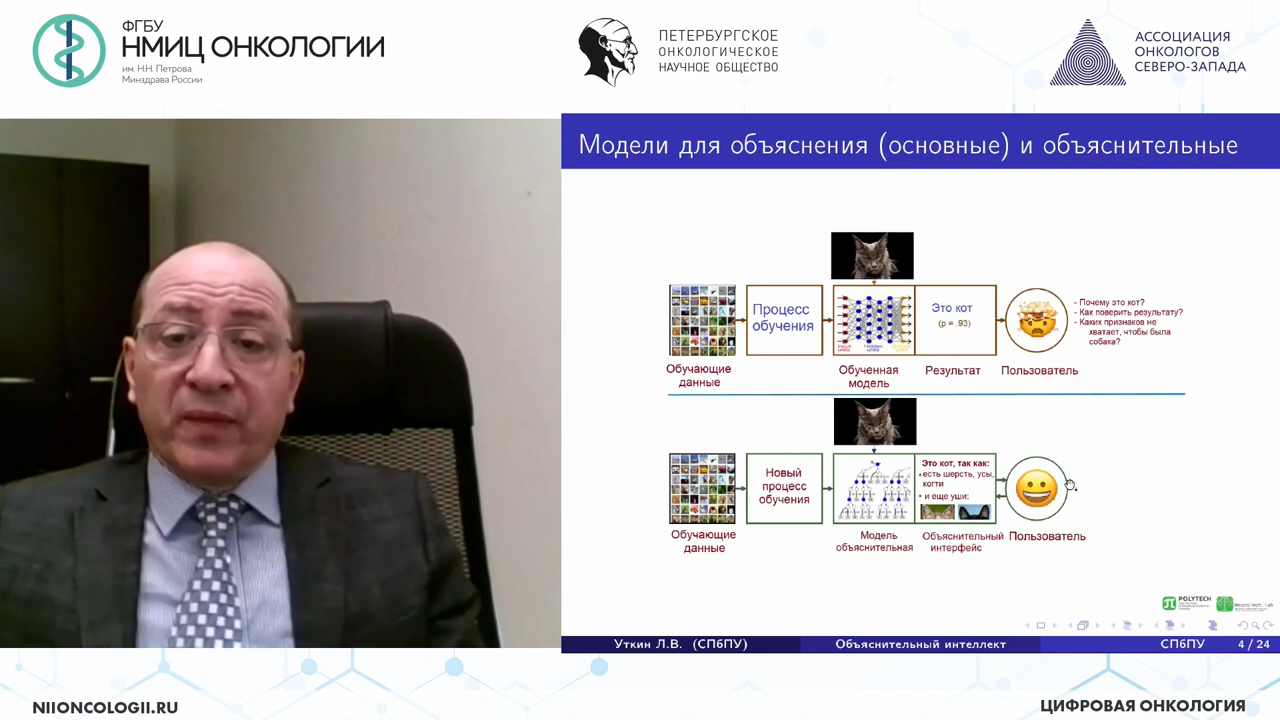 ФГБУ
НМИЦ ОНКОЛОГИИ
им. Н.Н. Петрова
Минздрава России
ПЕТЕРБУРГСКОЕ
ОНКОЛОГИЧЕСКОЕ
НАУЧНОЕ ОБЩЕСТВО
АССОЦИАЦИЯ
ОНКОЛОГОВ
СЕВЕРО-ЗАПАДА
Модели для объяснения (основные) и объяснительные
Процесс
обучения
Это кот
(p = .93)
- Почему это кот?
- Как поверить результату?
- Каких признаков не
хватает, чтобы была
собака?
Обучающие
данные
Обученная
модель
Результат
Пользователь
Новый
процесс
обучения
Это кот, так как:
• есть шерсть, усы,
когти
• и еще уши:
Обучающие
данные
Модель
объяснительная
Объяснительный
интерфейс
Пользователь
POLYTECH
Уткин Л.В. (СПбПУ)
Объяснительный интеллект
СПбПУ
4 / 24
NIIONCOLOGII.RU
ЦИФРОВАЯ ОНКОЛОГИЯ